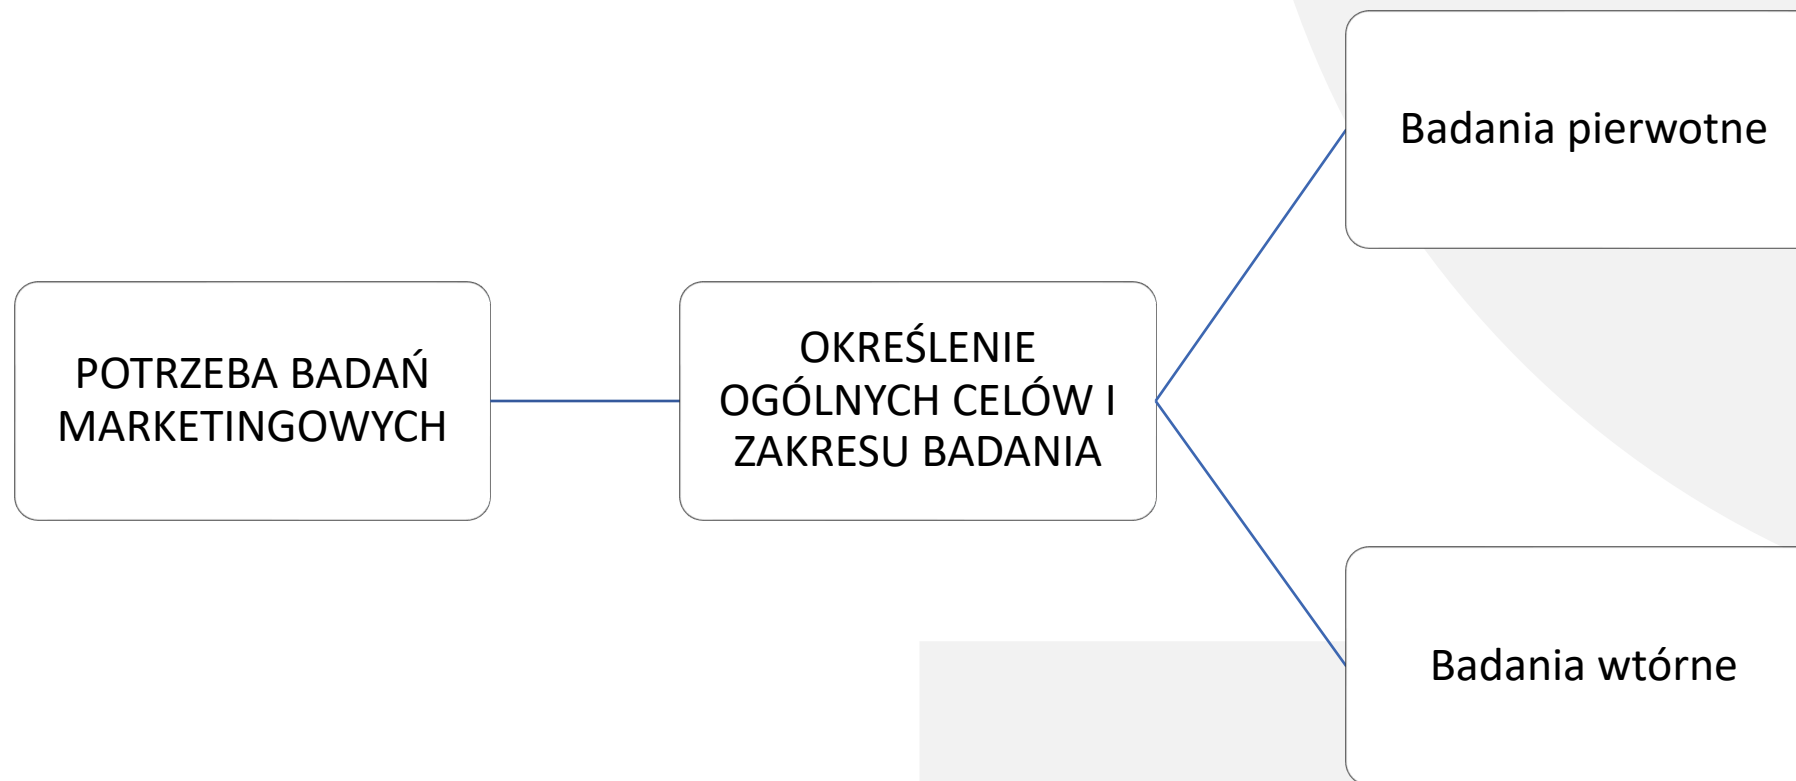 POTRZEBA BADAŃ
MARKETINGOWYCH
OKREŚLENIE
OGÓLNYCH CELÓW I
ZAKRESU BADANIA
Badania pierwotne
Badania wtórne